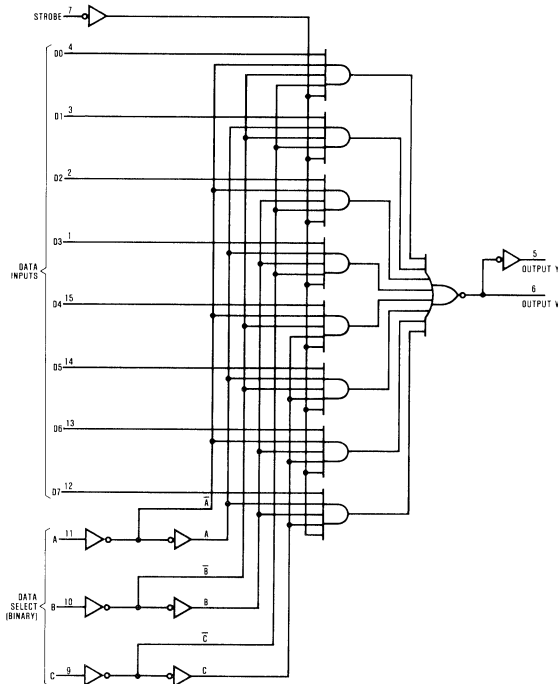 STROBE 7
D0 4
D1 3
D2 2
D3 1
DATA
INPUTS
D4 15
D5 14
D6 13
D7 12
5
OUTPUT Y
6
OUTPUT W
A̅
A 11 A
B̅
DATA
SELECT
(BINARY)
B 10 B
C̅
C 9 C